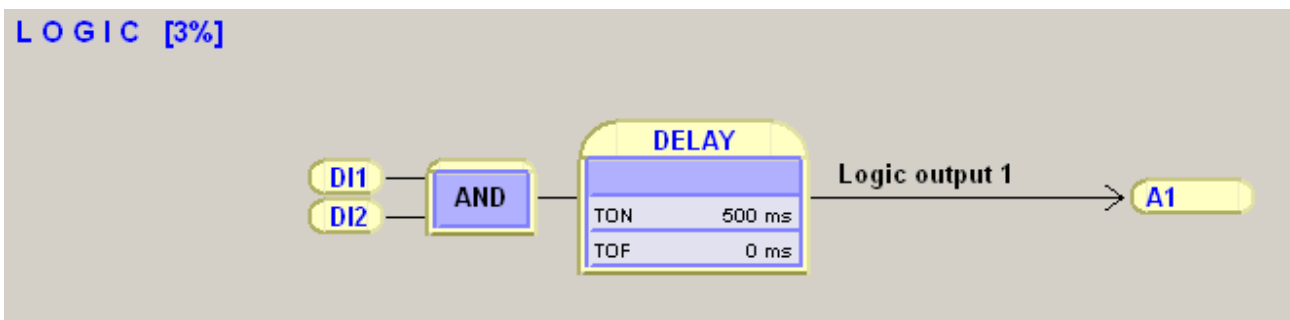 LOGIC [3%]
DELAY
DI1
DI2
AND
TON 500 ms
TOF 0 ms
Logic output 1
A1